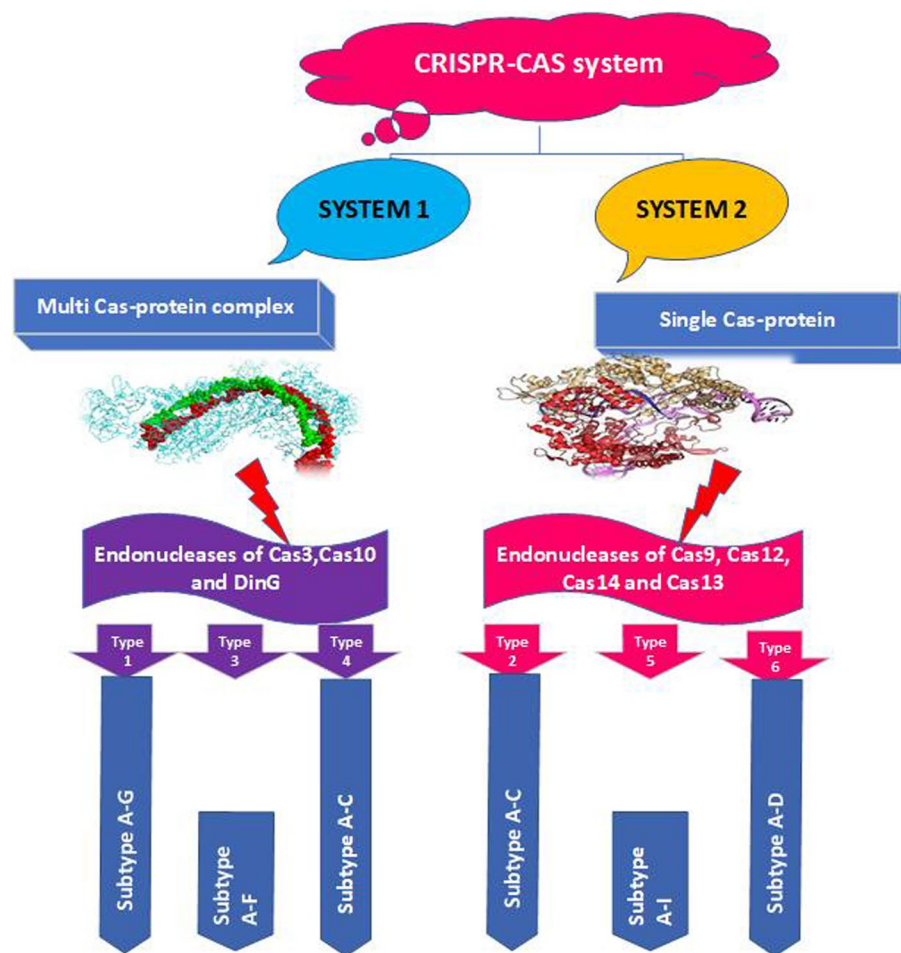 CRISPR-CAS system
SYSTEM 1
SYSTEM 2
Multi Cas-protein complex
Single Cas-protein
Endonucleases of Cas3,Cas10
and DinG
Endonucleases of Cas9, Cas12,
Cas14 and Cas13
Type
1
Type
3
Type
4
Type
2
Type
5
Type
6
Subtype A-G
Subtype
A-F
Subtype A-C
Subtype A-C
Subtype
A-I
Subtype A-D